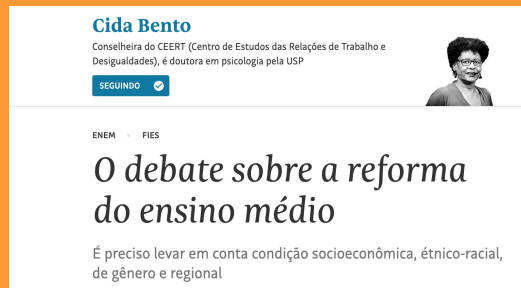 Cida Bento
Conselheira do CEERT (Centro de Estudos das Relações de Trabalho e
Desigualdades), é doutora em psicologia pela USP
SEGUINDO
ENEM
FIES
O debate sobre a reforma
do ensino médio
É preciso levar em conta condição socioeconômica, étnico-racial,
de gênero e regional